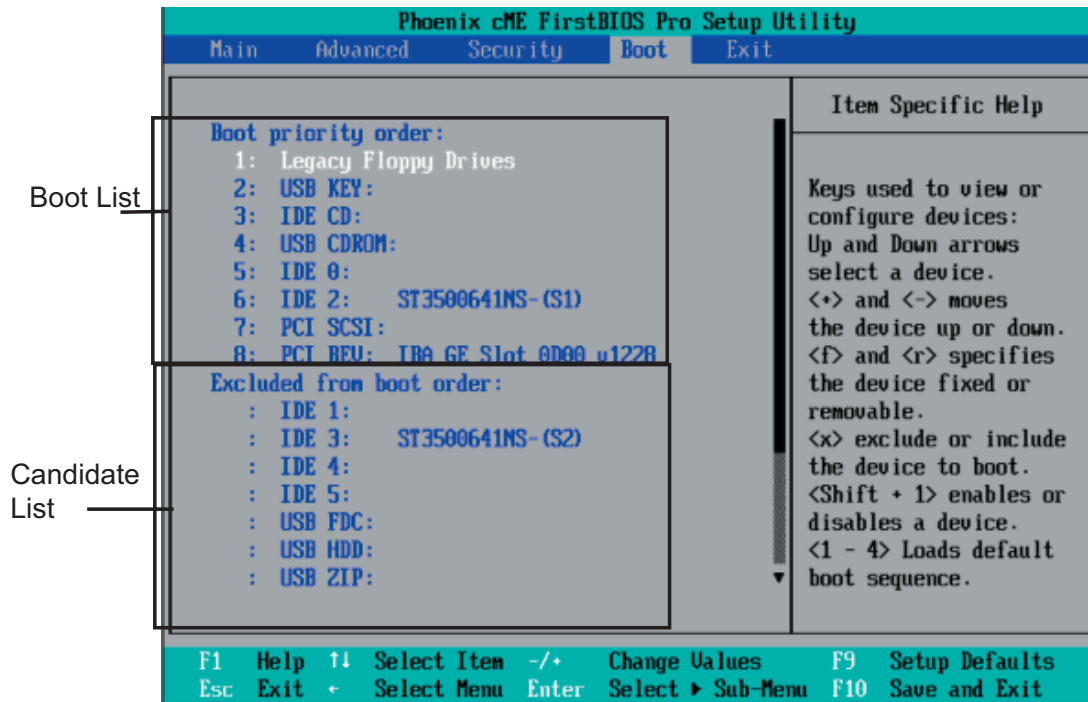 Phoenix cME FirstBIOS Pro Setup Utility
Main Advanced Security Boot Exit
Item Specific Help
Boot List
Boot priority order:
1: Legacy Floppy Drives
2: USB KEY:
3: IDE CD:
4: USB CDROM:
5: IDE 0:
6: IDE 2: ST3500641NS-(S1)
7: PCI SCSI:
8: PCI BEV: IBA GE Slot 0D00 v1228
Candidate
List
Excluded from boot order:
: IDE 1:
: IDE 3: ST3500641NS-(S2)
: IDE 4:
: IDE 5:
: USB FDC:
: USB HDD:
: USB ZIP:
Keys used to view or
configure devices:
Up and Down arrows
select a device.
<+> and <-> moves
the device up or down.
<f> and <r> specifies
the device fixed or
removable.
<x> exclude or include
the device to boot.
<Shift + 1> enables or
disables a device.
<1 - 4> Loads default
boot sequence.
F1 Help ↑↓ Select Item -/+ Change Values F9 Setup Defaults
Esc Exit ← Select Menu Enter Select ▶ Sub-Menu F10 Save and Exit